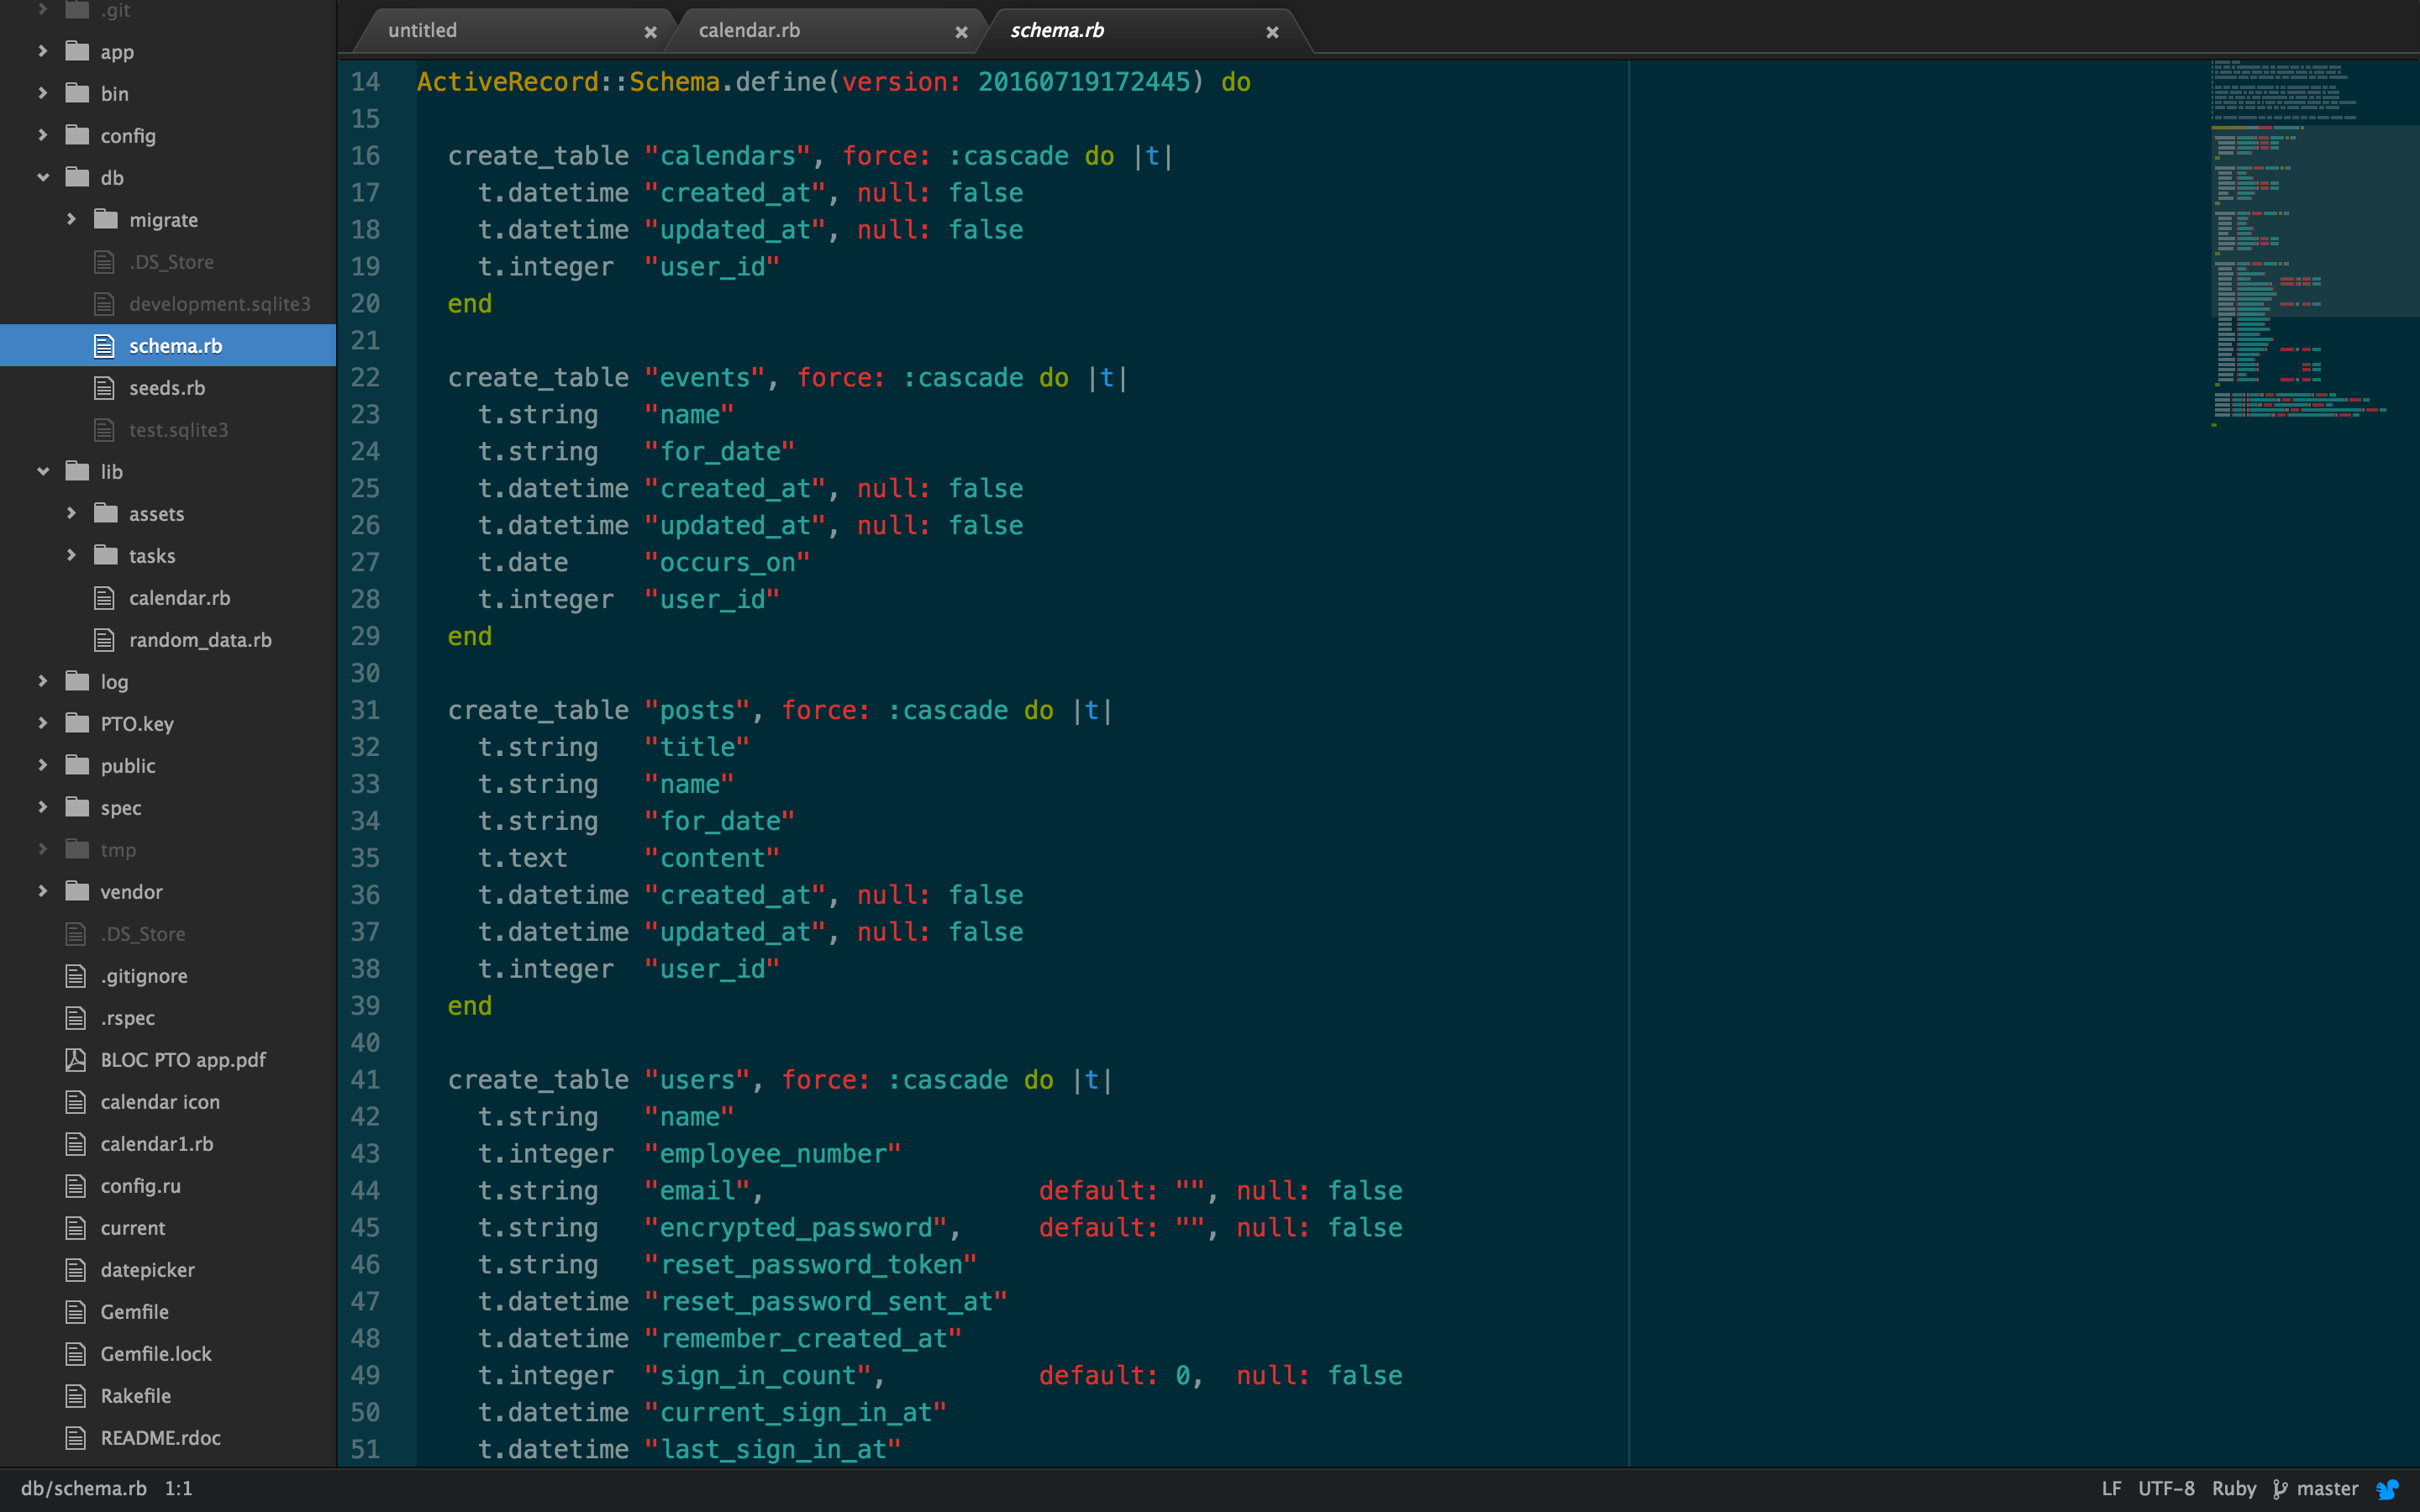 .git
app
bin
config
db
migrate
.DS_Store
development.sqlite3
schema.rb
seeds.rb
test.sqlite3
lib
assets
tasks
calendar.rb
random_data.rb
log
PTO.key
public
spec
tmp
vendor
.DS_Store
.gitignore
.rspec
BLOC PTO app.pdf
calendar icon
calendar1.rb
config.ru
current
datepicker
Gemfile
Gemfile.lock
Rakefile
README.rdoc
untitled
calendar.rb
schema.rb
14 ActiveRecord::Schema.define(version: 20160719172445) do
15
16   create_table "calendars", force: :cascade do |t|
17     t.datetime "created_at", null: false
18     t.datetime "updated_at", null: false
19     t.integer  "user_id"
20   end
21
22   create_table "events", force: :cascade do |t|
23     t.string   "name"
24     t.string   "for_date"
25     t.datetime "created_at", null: false
26     t.datetime "updated_at", null: false
27     t.date     "occurs_on"
28     t.integer  "user_id"
29   end
30
31   create_table "posts", force: :cascade do |t|
32     t.string   "title"
33     t.string   "name"
34     t.string   "for_date"
35     t.text     "content"
36     t.datetime "created_at", null: false
37     t.datetime "updated_at", null: false
38     t.integer  "user_id"
39   end
40
41   create_table "users", force: :cascade do |t|
42     t.string   "name"
43     t.integer  "employee_number"
44     t.string   "email",                  default: "", null: false
45     t.string   "encrypted_password",     default: "", null: false
46     t.string   "reset_password_token"
47     t.datetime "reset_password_sent_at"
48     t.datetime "remember_created_at"
49     t.integer  "sign_in_count",          default: 0,  null: false
50     t.datetime "current_sign_in_at"
51     t.datetime "last_sign_in_at"
db/schema.rb 1:1
LF UTF-8 Ruby master